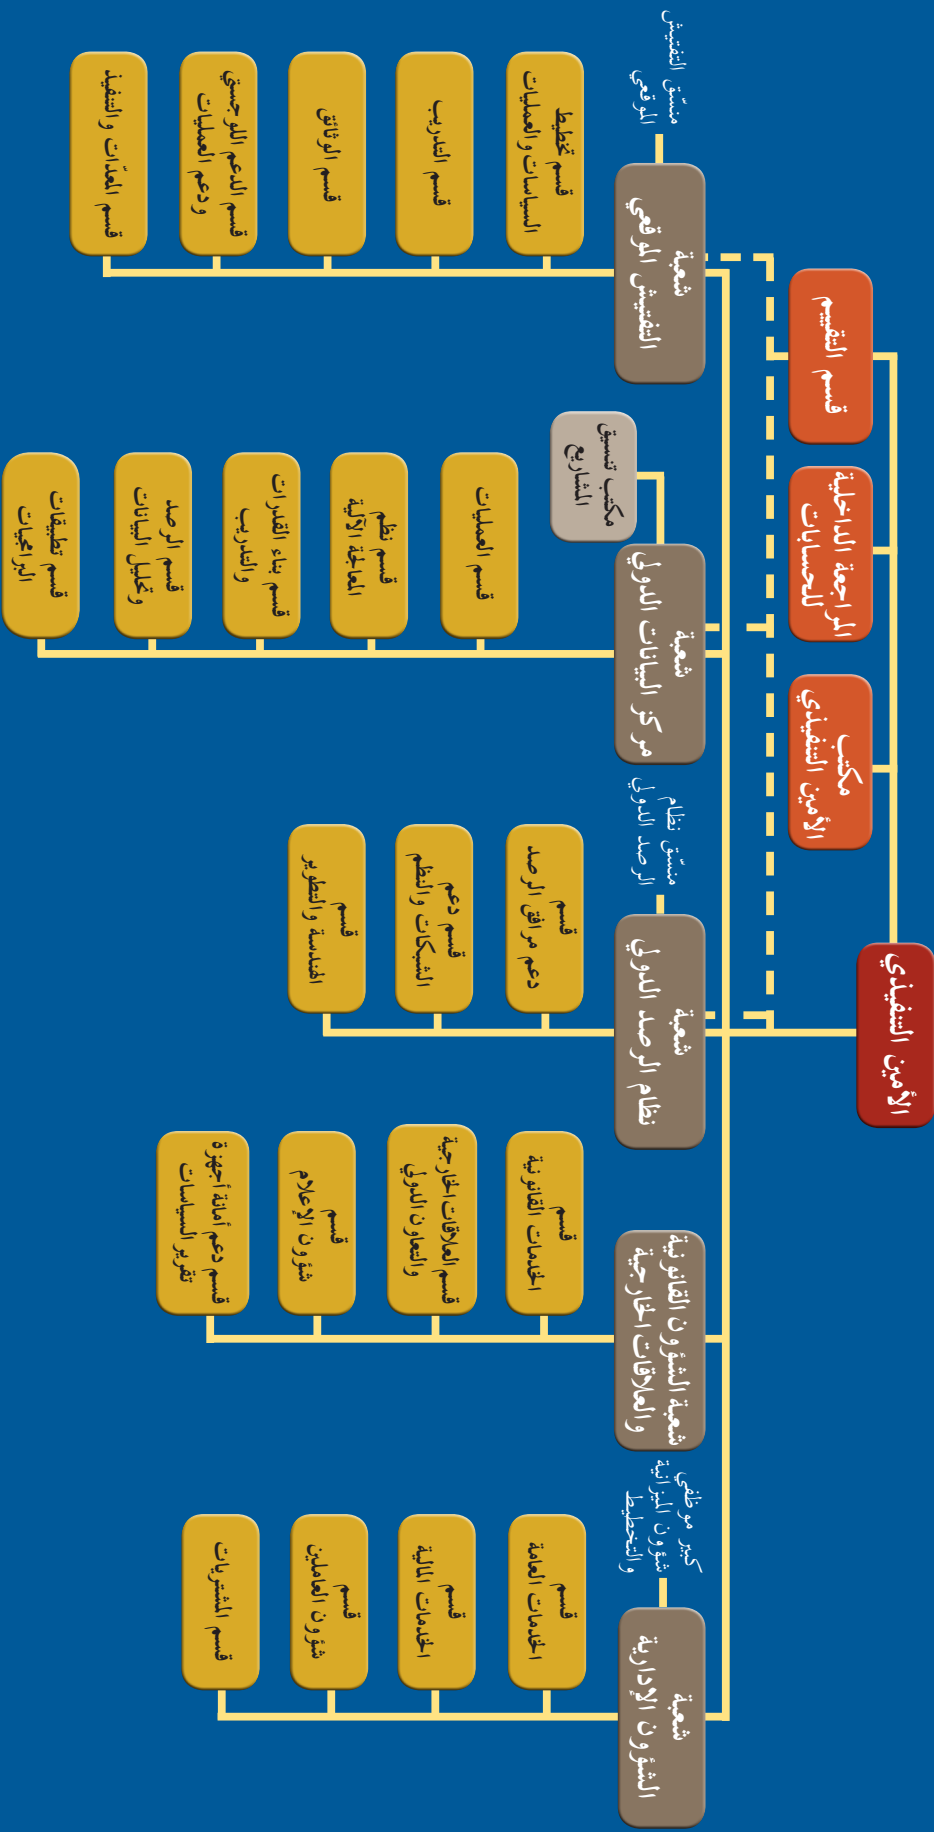 الأمين التنفيذي
مكتب
الأمين التنفيذي
المراجعة الداخلية
للحسابات
قسم التقييم
شعبة
الشؤون الإدارية
كبير موظفي
شؤون الميزانية
والتخطيط
قسم
الخدمات العامة
قسم
الخدمات المالية
قسم
شؤون العاملين
قسم المشتريات
شعبة الشؤون القانونية
والعلاقات الخارجية
قسم
الخدمات القانونية
قسم العلاقات الخارجية
والتعاون الدولي
قسم
شؤون الإعلام
قسم دعم أمانة أجهزة
تقرير السياسات
شعبة
نظام الرصد الدولي
منسّق نظام
الرصد الدولي
قسم
دعم مرافق الرصد
قسم دعم
الشبكات والنظم
قسم
الهندسة والتطوير
شعبة
مركز البيانات الدولي
مكتب تنسيق
المشاريع
قسم العمليات
قسم نظم
المعالجة الآلية
قسم بناء القدرات
والتدريب
قسم الرصد
وتحليل البيانات
قسم تطبيقات
البرامجيات
شعبة
التفتيش الموقعي
منسّق التفتيش
الموقعي
قسم تخطيط
السياسات والعمليات
قسم التدريب
قسم الوثائق
قسم الدعم اللوجستي
ودعم العمليات
قسم المعدّات والتنفيذ